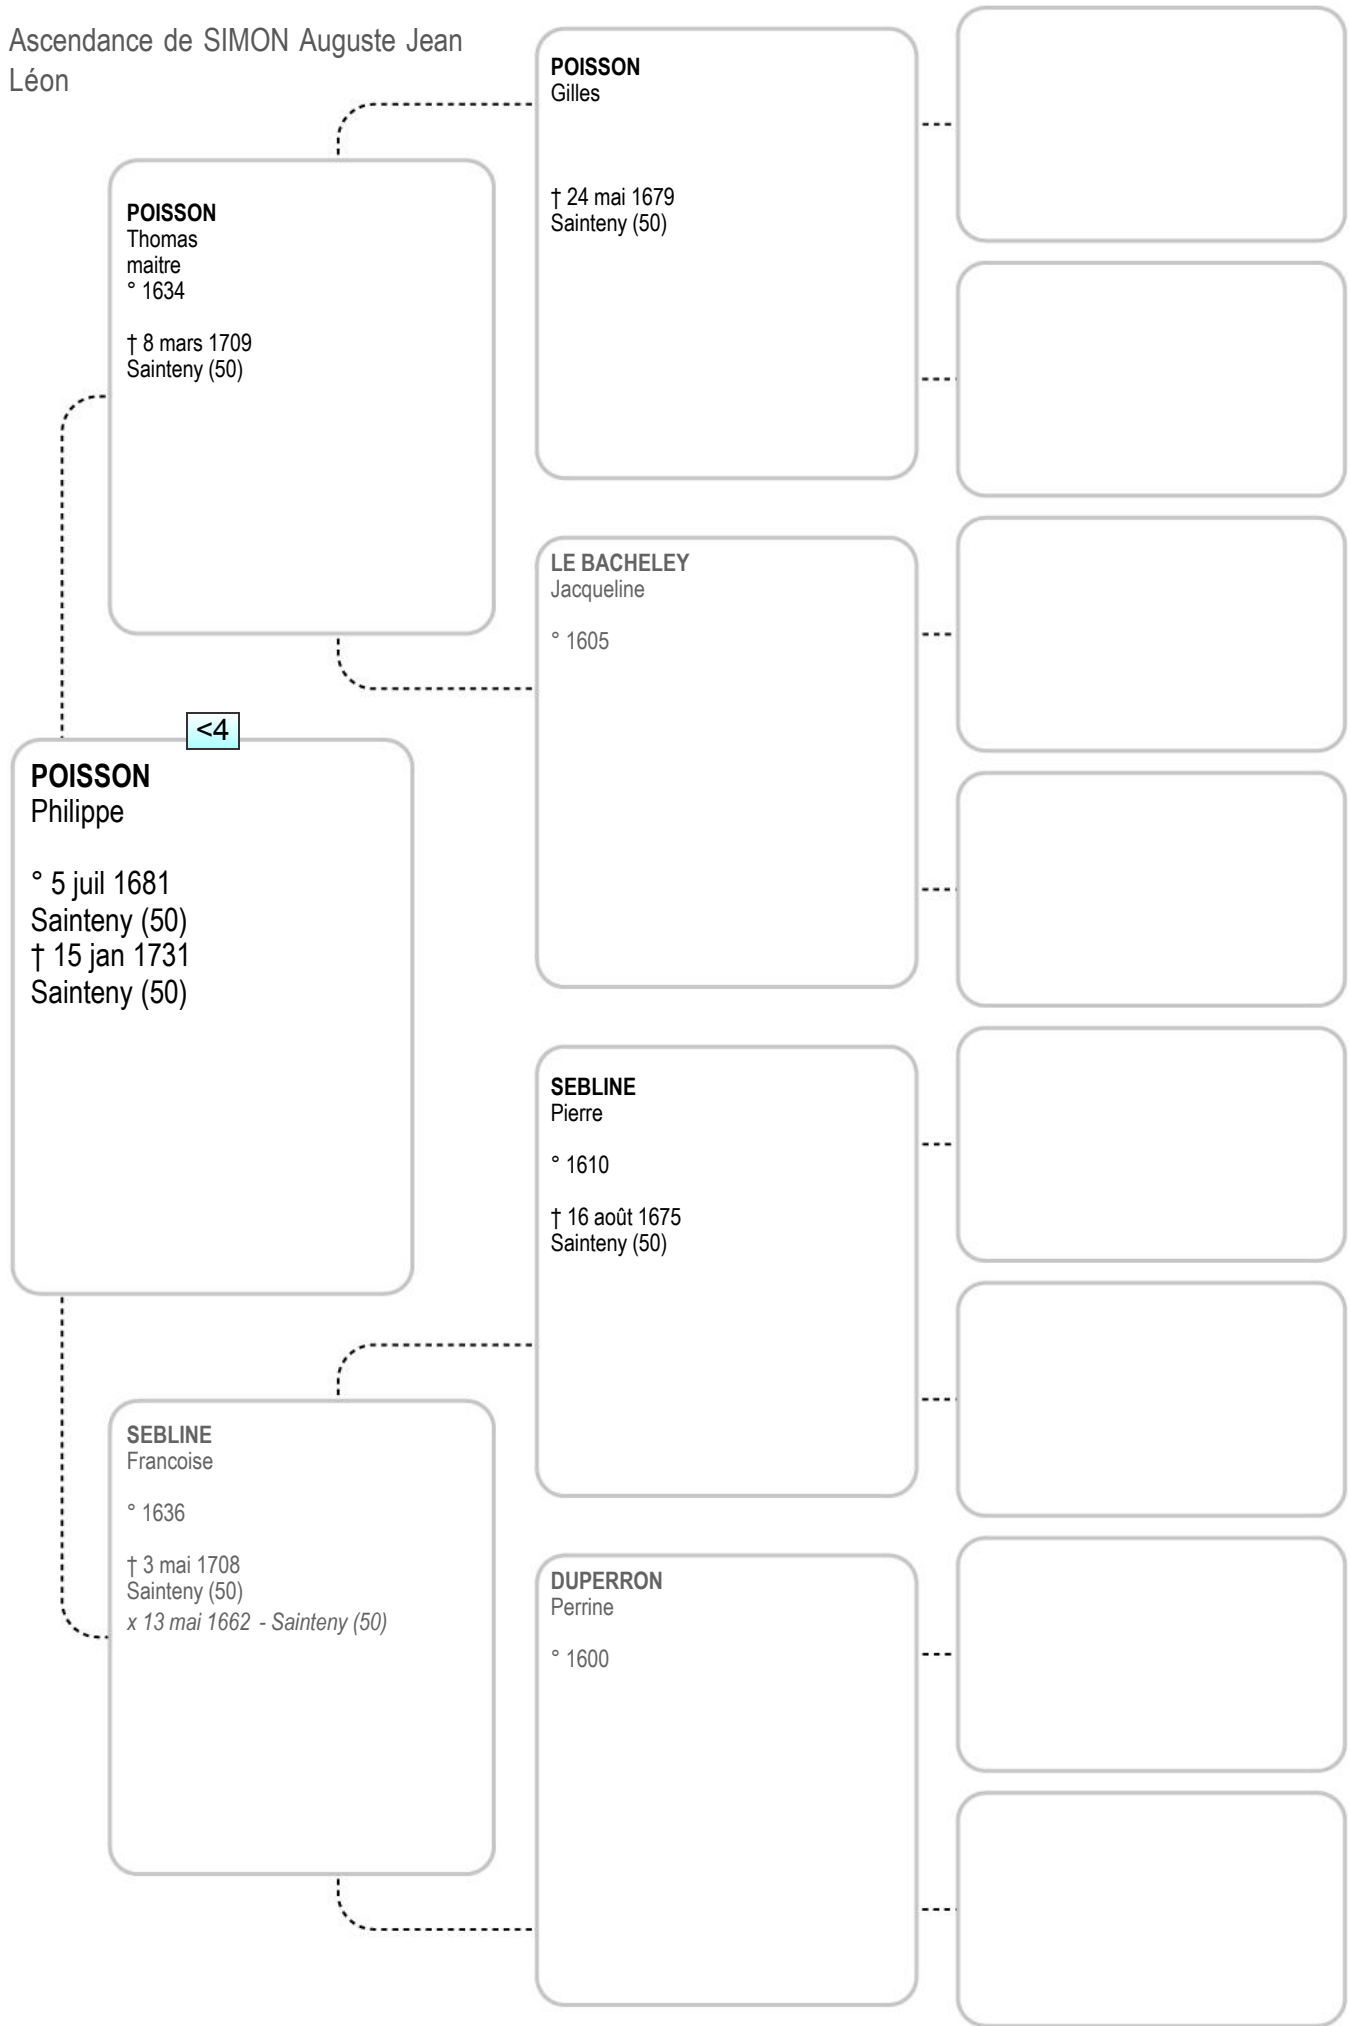 Ascendance de SIMON Auguste Jean
Léon
POISSON
Gilles
† 24 mai 1679
Sainteny (50)
POISSON
Thomas
maitre
° 1634
† 8 mars 1709
Sainteny (50)
LE BACHELEY
Jacqueline
° 1605
<4
POISSON
Philippe
° 5 juil 1681
Sainteny (50)
† 15 jan 1731
Sainteny (50)
SEBLINE
Pierre
° 1610
† 16 août 1675
Sainteny (50)
SEBLINE
Francoise
° 1636
† 3 mai 1708
Sainteny (50)
x 13 mai 1662 - Sainteny (50)
DUPERRON
Perrine
° 1600